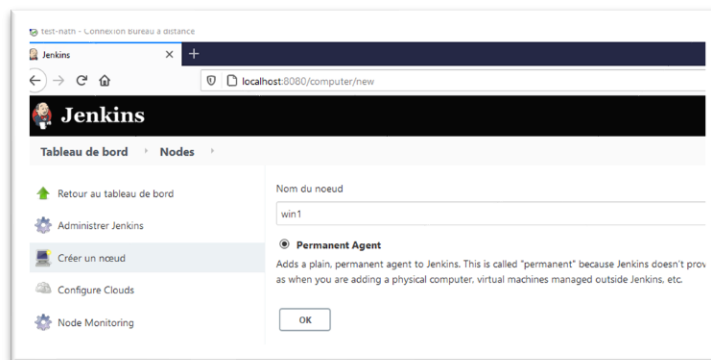 test-nath - Connexion Bureau à distance
Jenkins
localhost:8080/computer/new
Jenkins
Tableau de bord
Nodes
Retour au tableau de bord
Administrer Jenkins
Créer un nœud
Configure Clouds
Node Monitoring
Nom du noeud
win1
Permanent Agent
Adds a plain, permanent agent to Jenkins. This is called "permanent" because Jenkins doesn't prov
as when you are adding a physical computer, virtual machines managed outside Jenkins, etc.
OK